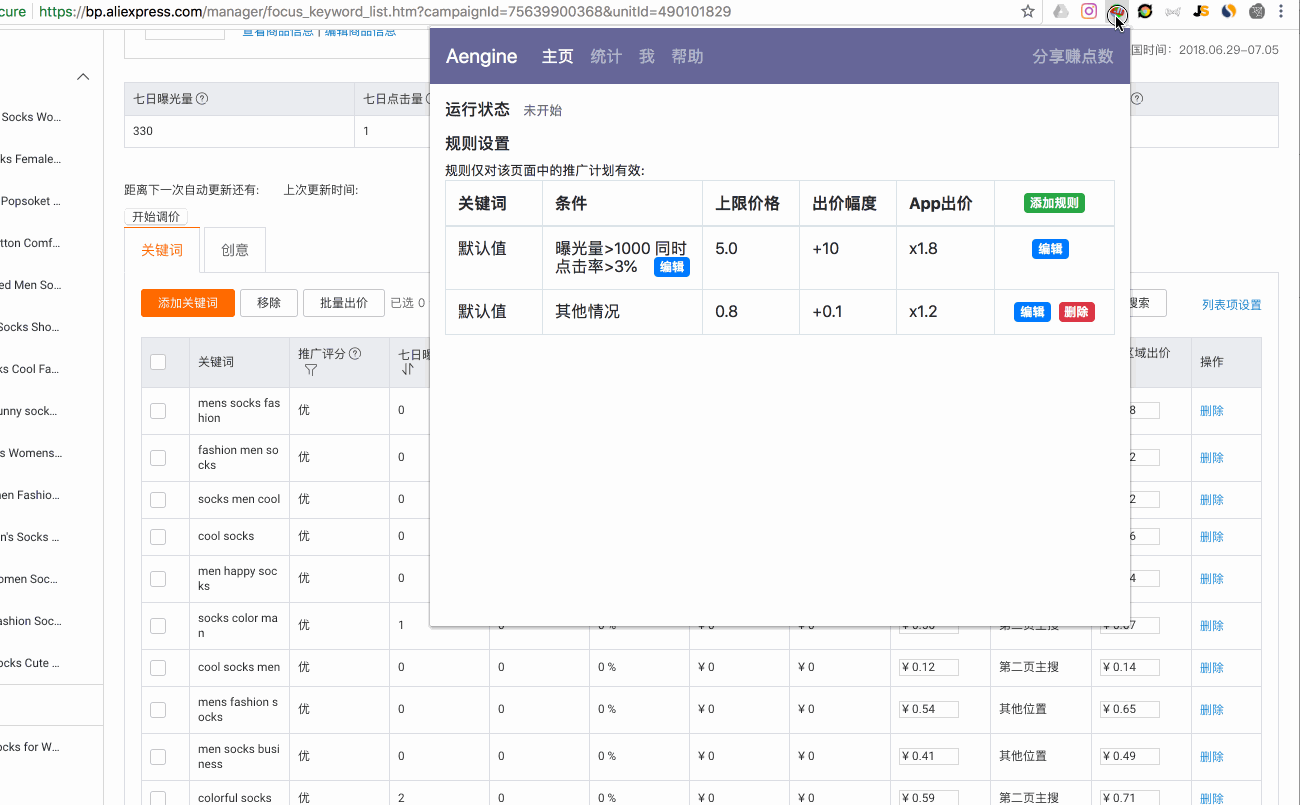 cure https://bp.aliexpress.com/manager/focus_keyword_list.htm?campaignId=75639900368&unitId=490101829
查看商品信息 | 编辑商品信息
国时间：2018.06.29-07.05
Aengine 主页 统计 我 帮助 分享赚点数
运行状态 未开始
规则设置
规则仅对该页面中的推广计划有效:
关键词 条件 上限价格 出价幅度 App出价 添加规则
默认值 曝光量>1000 同时 5.0 +10 x1.8 编辑
点击率>3% 编辑
默认值 其他情况 0.8 +0.1 x1.2 编辑 删除
Socks Wo...
ks Female...
Popsoket ...
tton Comf...
ed Men So...
Socks Sho...
ks Cool Fa...
unny sock...
s Womens...
en Fashio...
n's Socks ...
omen Soc...
ashion Soc...
ocks Cute ...
ocks for W...
七日曝光量 七日点击量
330 1
距离下一次自动更新还有: 上次更新时间:
开始调价
关键词 创意
添加关键词 移除 批量出价 已选 0 搜索 列表项设置
关键词 推广评分 七日曝 区域出价 操作
mens socks fas
hion 优 0 8 删除
fashion men so
cks 优 0 2 删除
socks men cool 优 0 2 删除
cool socks 优 0 6 删除
men happy soc
ks 优 0 4 删除
socks color ma
n 优 1 0 0 % ¥ 0 ¥ 0 第二页主搜 删除
cool socks men 优 0 0 0 % ¥ 0 ¥ 0 ¥ 0.12 第二页主搜 ¥ 0.14 删除
mens fashion s
ocks 优 0 0 0 % ¥ 0 ¥ 0 ¥ 0.54 其他位置 ¥ 0.65 删除
men socks busi
ness 优 0 0 0 % ¥ 0 ¥ 0 ¥ 0.41 其他位置 ¥ 0.49 删除
colorful socks 优 2 0 0 % ¥ 0 ¥ 0 ¥ 0.59 第二页主搜 ¥ 0.71 删除